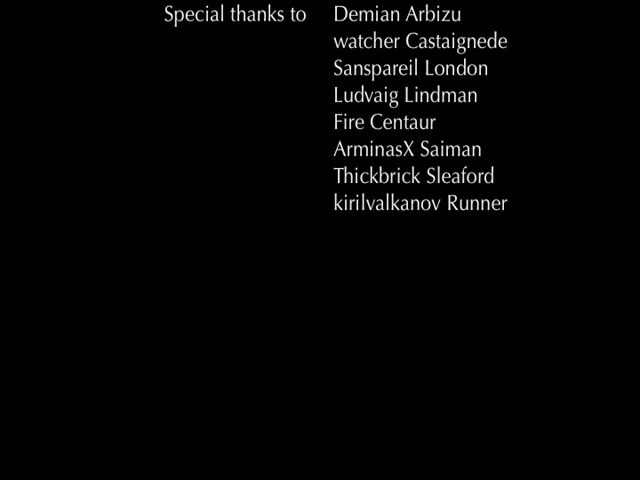 Special thanks to Demian Arbizu
watcher Castaignede
Sanspareil London
Ludvaig Lindman
Fire Centaur
ArminasX Saiman
Thickbrick Sleaford
kirilvalkanov Runner